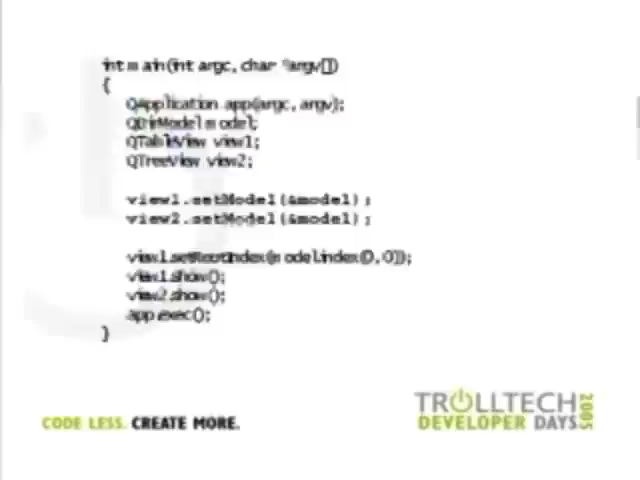 int main(int argc, char *argv[])
{
QApplication app(argc, argv);
QDirModel model;
QTableView view1;
QTreeView view2;
view1.setModel(&model);
view2.setModel(&model);
view1.setRootIndex(model.index(0, 0));
view1.show();
view2.show();
app.exec();
}
CODE LESS. CREATE MORE.
TROLLTECH
DEVELOPER DAYS 2005